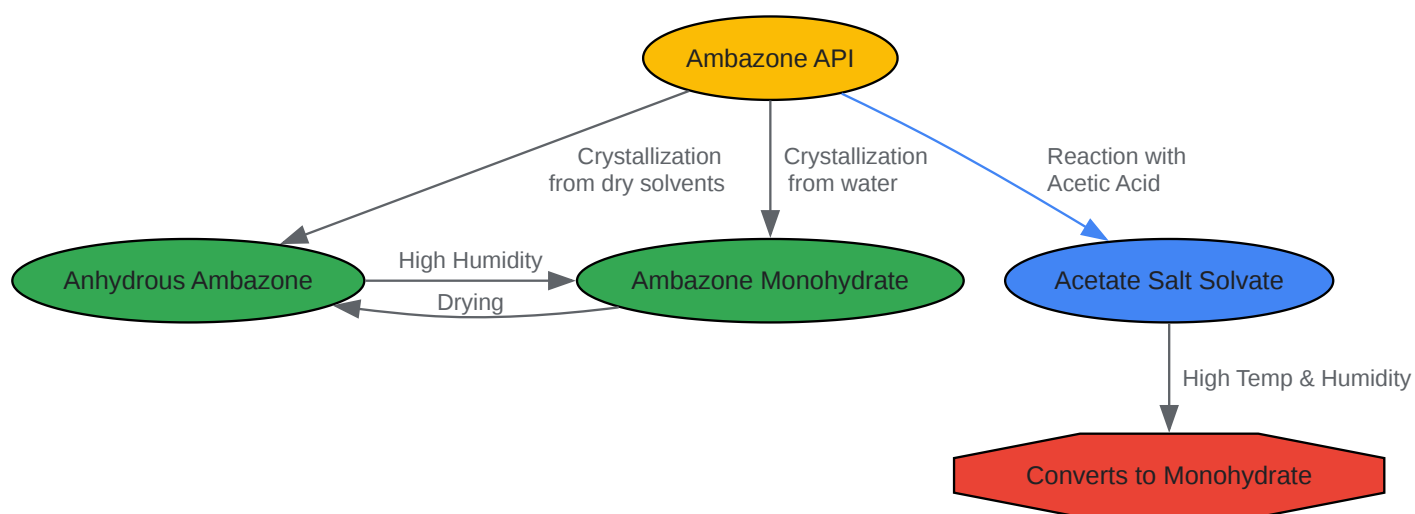 Ambazone API
Crystallization
from dry solvents
Crystallization
from water
Reaction with
Acetic Acid
Anhydrous Ambazone
High Humidity
Drying
Ambazone Monohydrate
Acetate Salt Solvate
High Temp & Humidity
Converts to Monohydrate